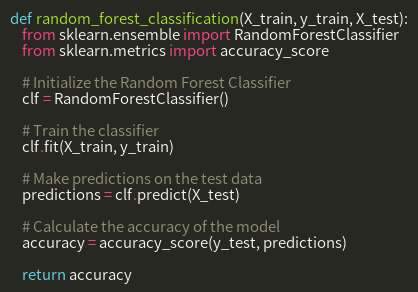 def random_forest_classification(X_train, y_train, X_test):
from sklearn.ensemble import RandomForestClassifier
from sklearn.metrics import accuracy_score
# Initialize the Random Forest Classifier
clf = RandomForestClassifier()
# Train the classifier
clf.fit(X_train, y_train)
# Make predictions on the test data
predictions = clf.predict(X_test)
# Calculate the accuracy of the model
accuracy = accuracy_score(y_test, predictions)
return accuracy